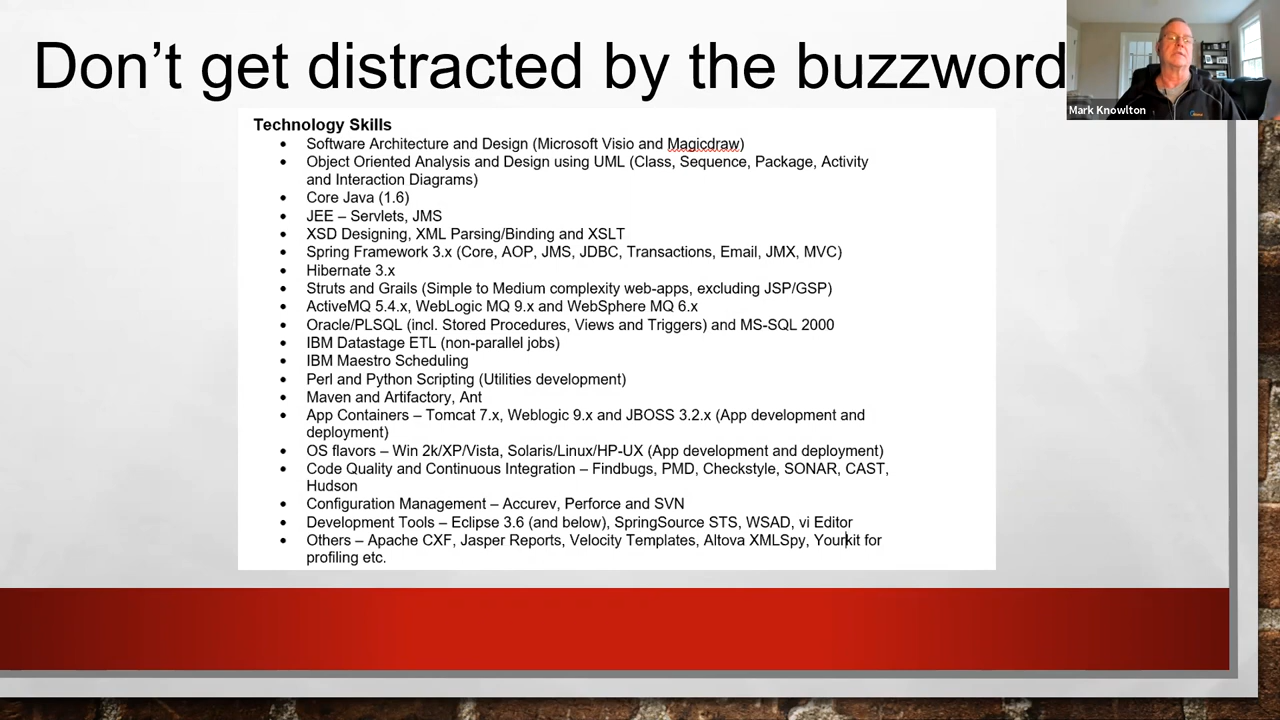 Don't get distracted by the buzzword
Mark Knowlton
Technology Skills
• Software Architecture and Design (Microsoft Visio and Magicdraw)
• Object Oriented Analysis and Design using UML (Class, Sequence, Package, Activity
and Interaction Diagrams)
• Core Java (1.6)
• JEE – Servlets, JMS
• XSD Designing, XML Parsing/Binding and XSLT
• Spring Framework 3.x (Core, AOP, JMS, JDBC, Transactions, Email, JMX, MVC)
• Hibernate 3.x
• Struts and Grails (Simple to Medium complexity web-apps, excluding JSP/GSP)
• ActiveMQ 5.4.x, WebLogic MQ 9.x and WebSphere MQ 6.x
• Oracle/PLSQL (incl. Stored Procedures, Views and Triggers) and MS-SQL 2000
• IBM Datastage ETL (non-parallel jobs)
• IBM Maestro Scheduling
• Perl and Python Scripting (Utilities development)
• Maven and Artifactory, Ant
• App Containers – Tomcat 7.x, Weblogic 9.x and JBOSS 3.2.x (App development and
deployment)
• OS flavors – Win 2k/XP/Vista, Solaris/Linux/HP-UX (App development and deployment)
• Code Quality and Continuous Integration – Findbugs, PMD, Checkstyle, SONAR, CAST,
Hudson
• Configuration Management – Accurev, Perforce and SVN
• Development Tools – Eclipse 3.6 (and below), SpringSource STS, WSAD, vi Editor
• Others – Apache CXF, Jasper Reports, Velocity Templates, Altova XMLSpy, Yourkit for
profiling etc.